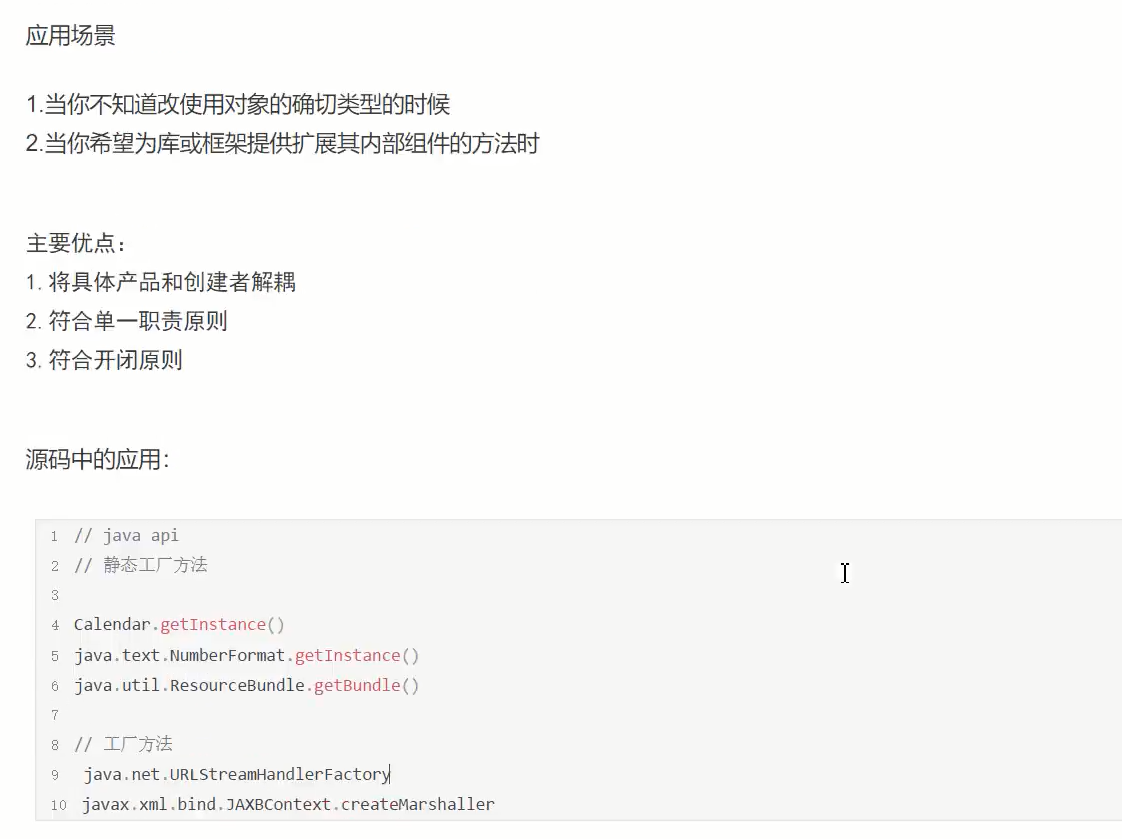 应用场景
1.当你不知道改使用对象的确切类型的时候
2.当你希望为库或框架提供扩展其内部组件的方法时
主要优点：
1. 将具体产品和创建者解耦
2. 符合单一职责原则
3. 符合开闭原则
源码中的应用：
1 // java api
2 // 静态工厂方法
3
4 Calendar.getInstance()
5 java.text.NumberFormat.getInstance()
6 java.util.ResourceBundle.getBundle()
7
8 // 工厂方法
9 java.net.URLStreamHandlerFactory
10 javax.xml.bind.JAXBContext.createMarshaller